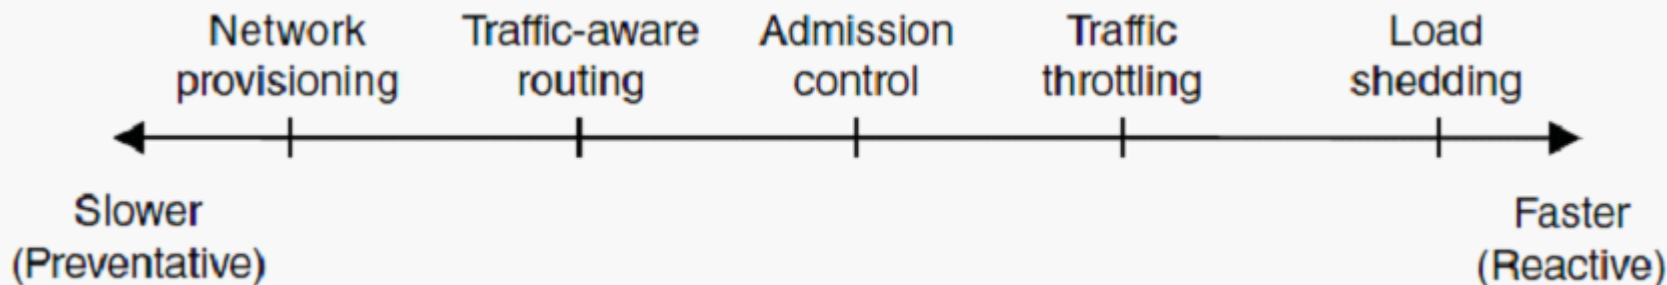 Network provisioning
Traffic-aware routing
Admission control
Traffic throttling
Load shedding
Slower
(Preventative)
Faster
(Reactive)